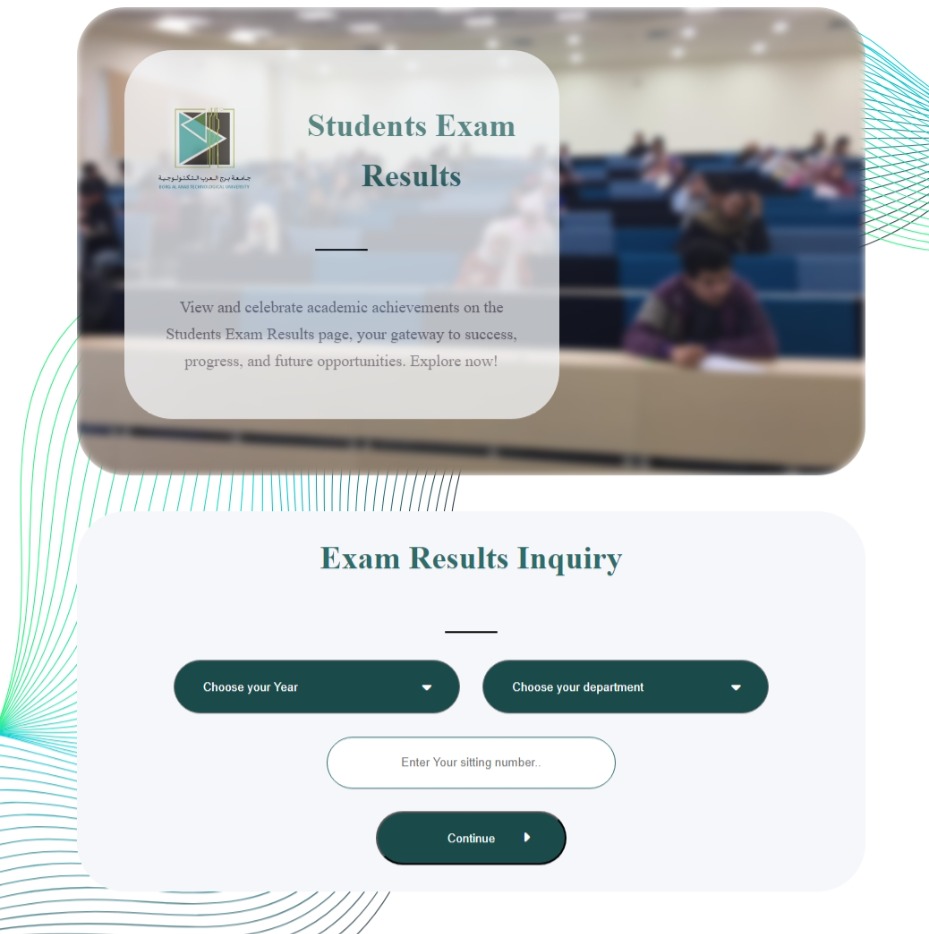 Students Exam
Results
جامعة برج العرب التكنولوجية
BORG AL ARAB TECHNOLOGICAL UNIVERSITY
View and celebrate academic achievements on the
Students Exam Results page, your gateway to success,
progress, and future opportunities. Explore now!
Exam Results Inquiry
Choose your Year
Choose your department
Enter Your sitting number..
Continue